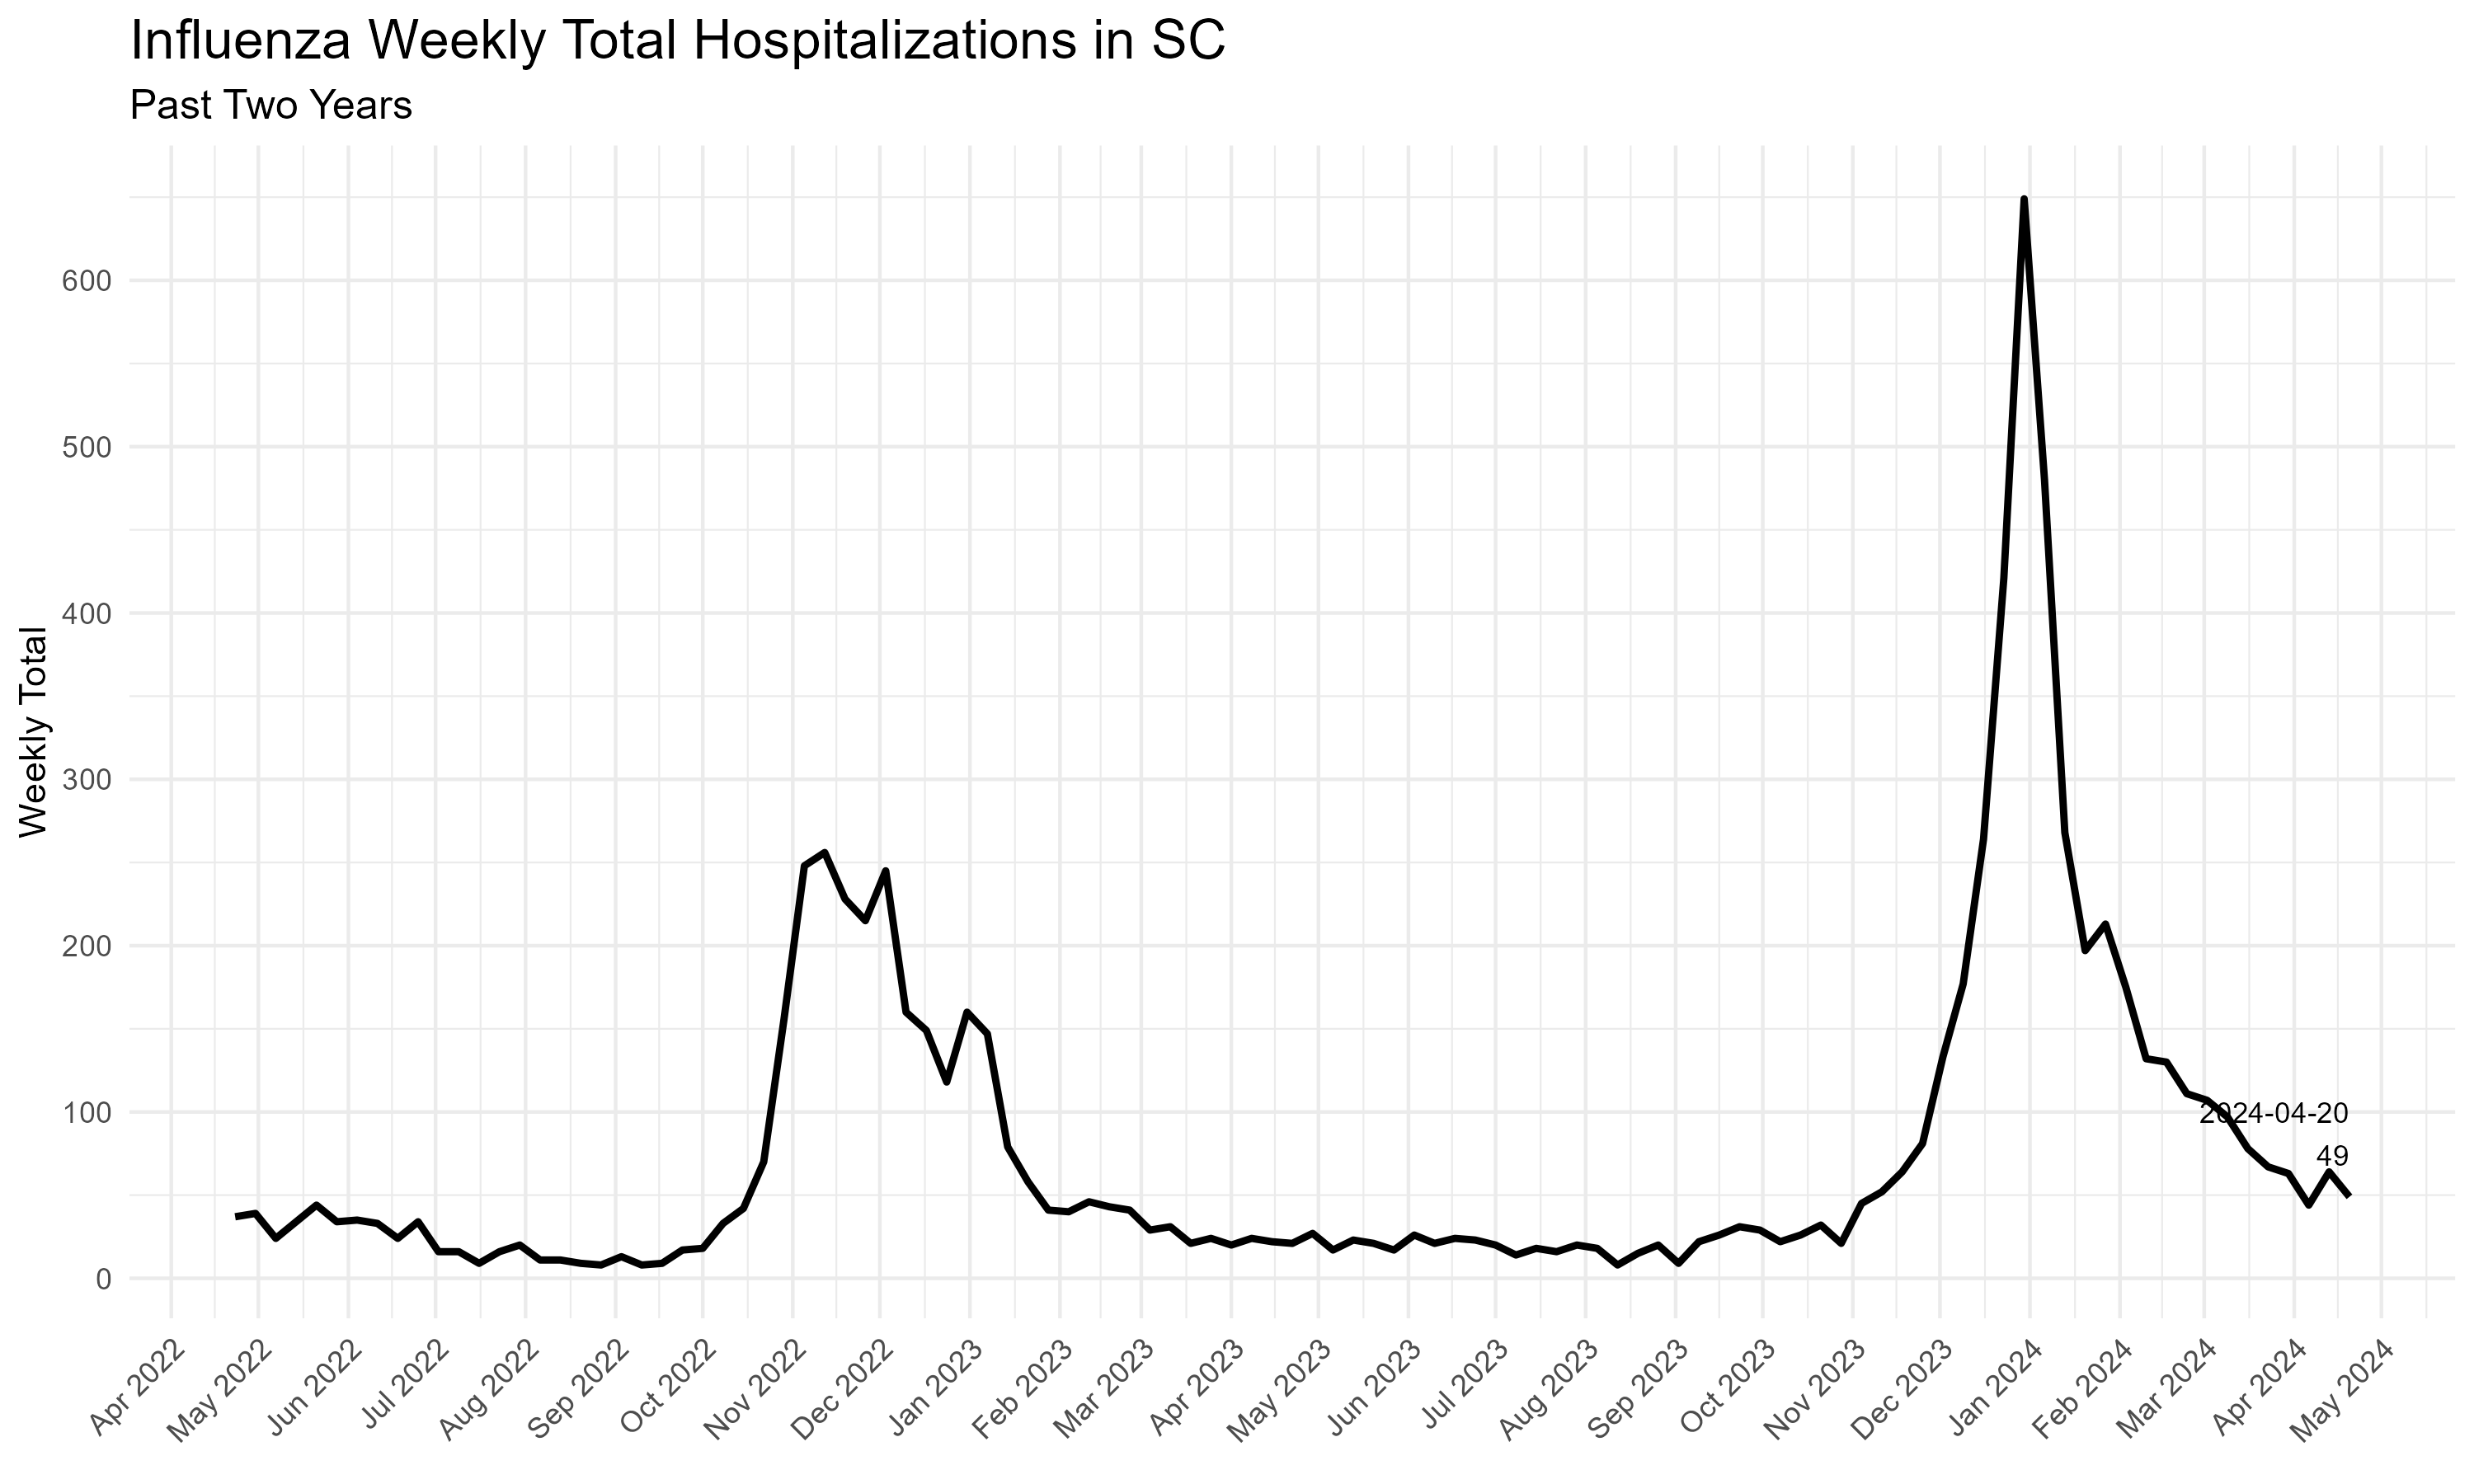 Influenza Weekly Total Hospitalizations in SC
Past Two Years
Weekly Total
600
500
400
300
200
100
0
2024-04-20
49
Apr 2022
May 2022
Jun 2022
Jul 2022
Aug 2022
Sep 2022
Oct 2022
Nov 2022
Dec 2022
Jan 2023
Feb 2023
Mar 2023
Apr 2023
May 2023
Jun 2023
Jul 2023
Aug 2023
Sep 2023
Oct 2023
Nov 2023
Dec 2023
Jan 2024
Feb 2024
Mar 2024
Apr 2024
May 2024